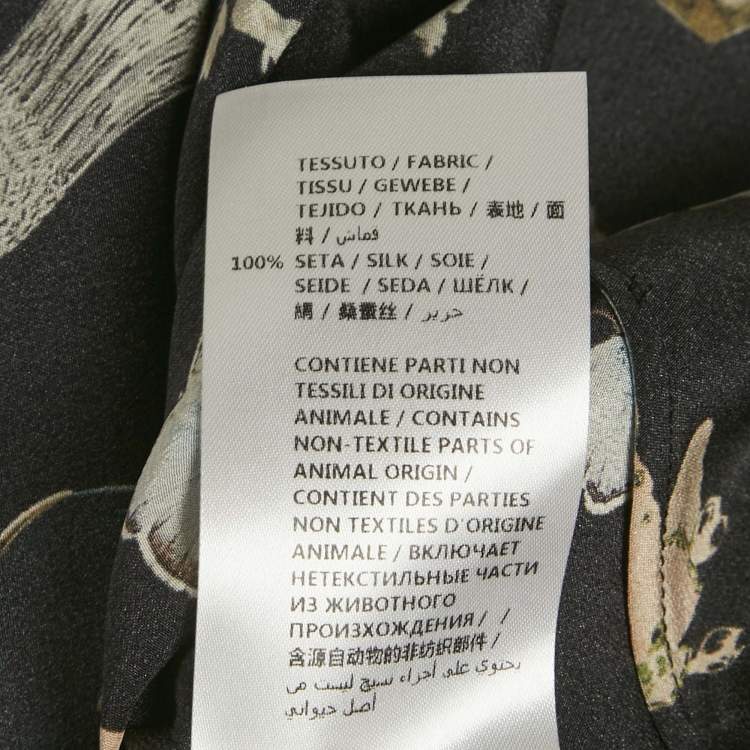 TESSUTO / FABRIC /
TISSU / GEWEBE /
TEJIDO / ТКАНЬ / 表地 / 面
料 / قماش
100% SETA / SILK / SOIE /
SEIDE / SEDA / ШЁЛК /
絹 / 桑蠶丝 / حرير
CONTIENE PARTI NON
TESSILI DI ORIGINE
ANIMALE / CONTAINS
NON-TEXTILE PARTS OF
ANIMAL ORIGIN /
CONTIENT DES PARTIES
NON TEXTILES D'ORIGINE
ANIMALE / ВКЛЮЧАЕТ
НЕТЕКСТИЛЬНЫЕ ЧАСТИ
ИЗ ЖИВОТНОГО
ПРОИЗХОЖДЕНИЯ / /
含源自动物的非纺织部件 /
يحتوي على أجزاء نسيج ليست من
أصل حيواني